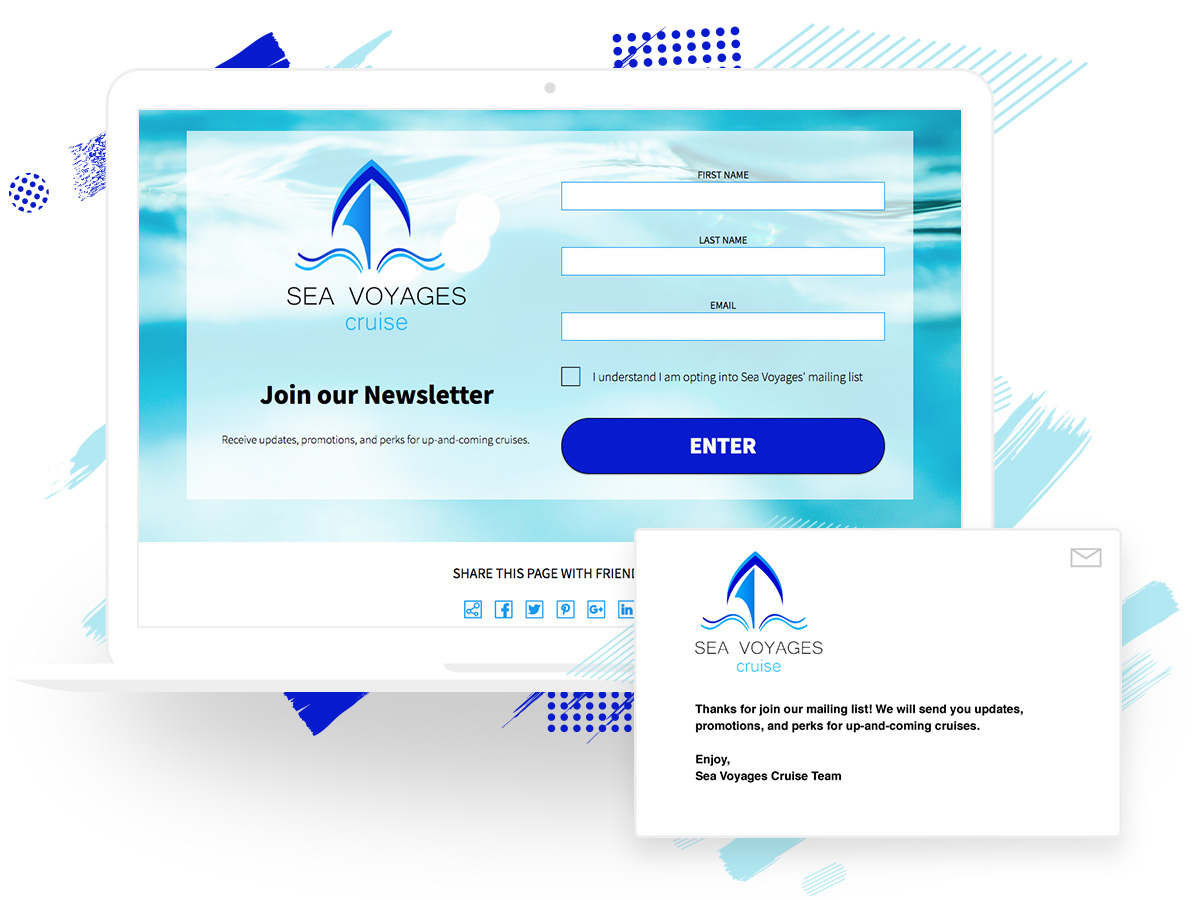 SEA VOYAGES
cruise
Join our Newsletter
Receive updates, promotions, and perks for up-and-coming cruises.
FIRST NAME
LAST NAME
EMAIL
I understand I am opting into Sea Voyages' mailing list
ENTER
SHARE THIS PAGE WITH
SEA VOYAGES
cruise
Thanks for join our mailing list! We will send you updates,
promotions, and perks for up-and-coming cruises.
Enjoy,
Sea Voyages Cruise Team